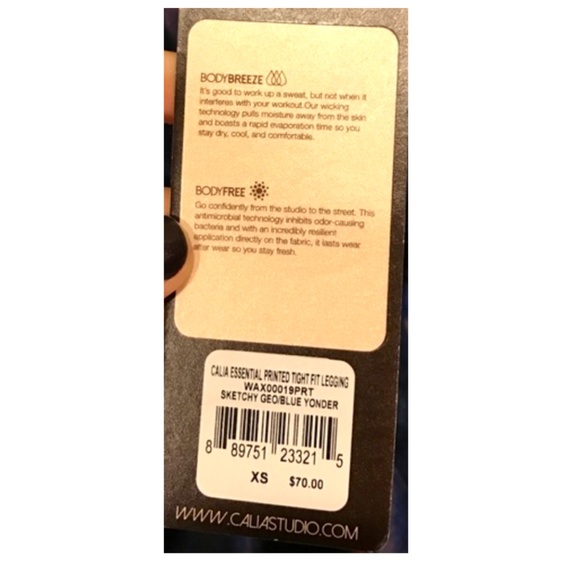 BODYBREEZE
It's good to work up a sweat, but not when it
interferes with your workout.Our wicking
technology pulls moisture away from the skin
and boasts a rapid evaporation time so you
stay dry, cool, and comfortable.
BODYFREE
Go confidently from the studio to the street. This
antimicrobial technology inhibits odor-causing
bacteria and with an incredibly resilient
application directly on the fabric, it lasts wear
after wear so you stay fresh.
CALIA ESSENTIAL PRINTED TIGHT FIT LEGGING
WAX00019PRT
SKETCHY GEO/BLUE YONDER
8 89751 23321 5
XS $70.00
WWW.CALIASTUDIO.COM